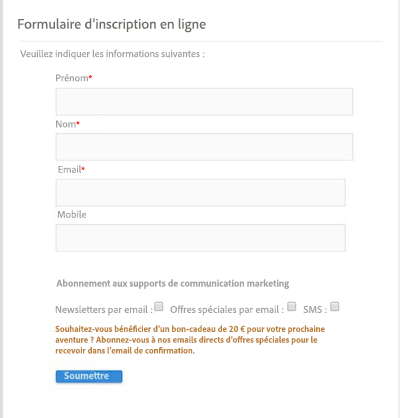 Formulaire d'inscription en ligne
Veuillez indiquer les informations suivantes :
Prénom*
Nom*
Email*
Mobile
Abonnement aux supports de communication marketing
Newsletters par email : Offres spéciales par email : SMS :
Souhaitez-vous bénéficier d'un bon-cadeau de 20 € pour votre prochaine
aventure ? Abonnez-vous à nos emails directs d'offres spéciales pour le
recevoir dans l'email de confirmation.
Soumettre